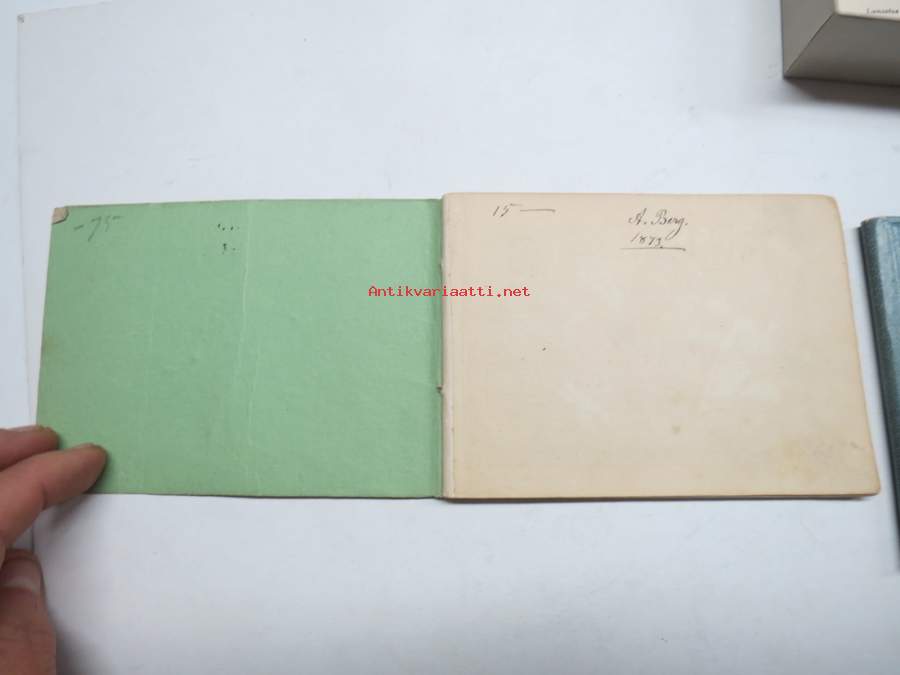 -75-
15 —
A. Berg.
1873.
Antikvariaatti.net